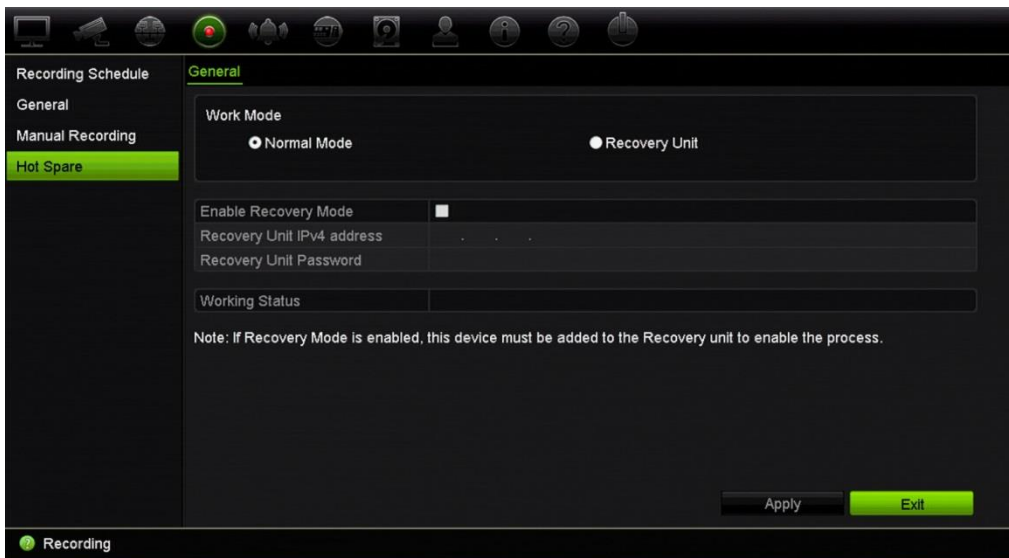 Recording Schedule
General
Manual Recording
Hot Spare
General
Work Mode
Normal Mode
Recovery Unit
Enable Recovery Mode
Recovery Unit IPv4 address
. . .
Recovery Unit Password
Working Status
Note: If Recovery Mode is enabled, this device must be added to the Recovery unit to enable the process.
Apply
Exit
Recording